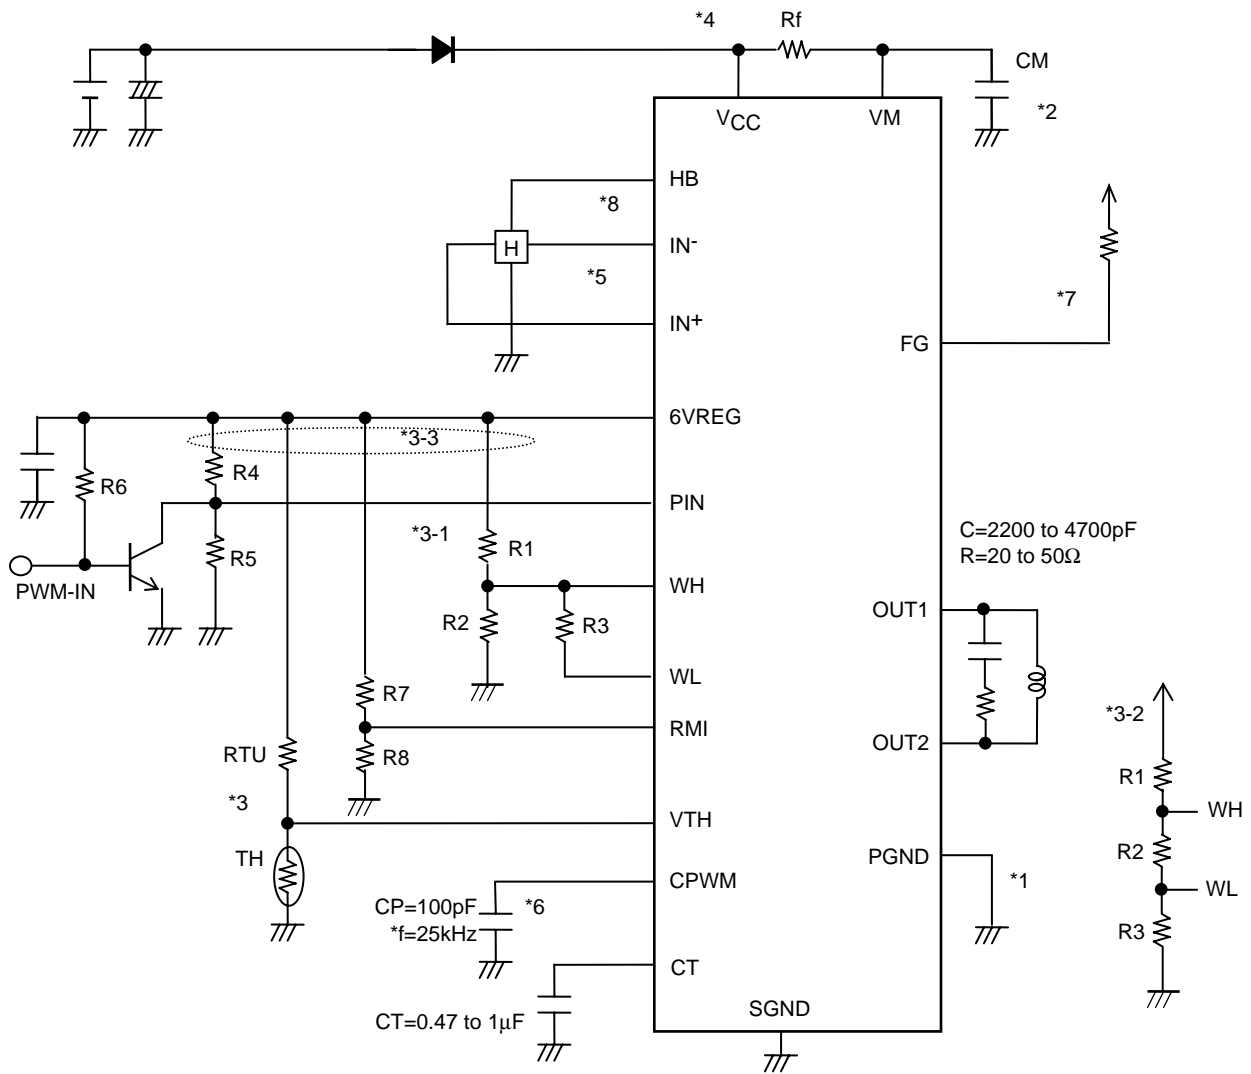 *4
Rf
CM
*2
VCC
VM
HB
*8
H
IN-
*5
IN+
*7
FG
6VREG
*3-3
R4
R6
PIN
*3-1
R1
R5
PWM-IN
C=2200 to 4700pF
R=20 to 50Ω
WH
R2
R3
OUT1
WL
R7
RMI
*3-2
OUT2
RTU
R8
R1
*3
VTH
WH
TH
R2
PGND
*1
CPWM
WL
CP=100pF
*6
*f=25kHz
R3
CT
SGND
CT=0.47 to 1μF